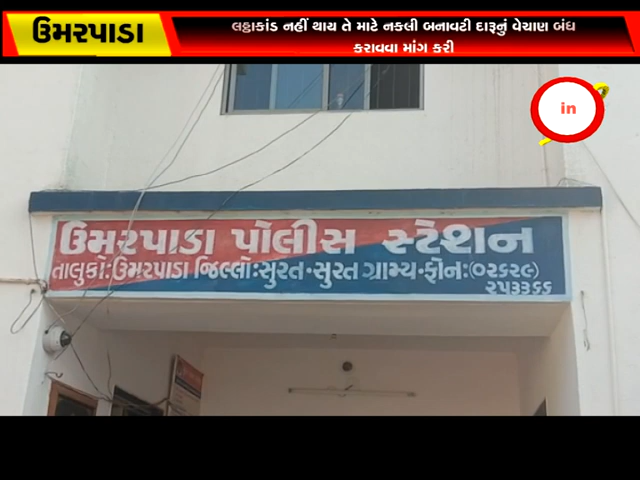 ઉમરપાડા
લઠ્ઠાકાંડ નહીં થાય તે માટે નકલી બનાવટી દારૂનું વેચાણ બંધ
કરાવવા માંગ કરી
in
ઉમરપાડા પોલીસ સ્ટેશન
તાલુકો:ઉમરપાડા જિલ્લો:સુરત-સુરત ગ્રામ્ય-ફોન:(૦૨૬૨૯)
૨૫૩૩૬૬